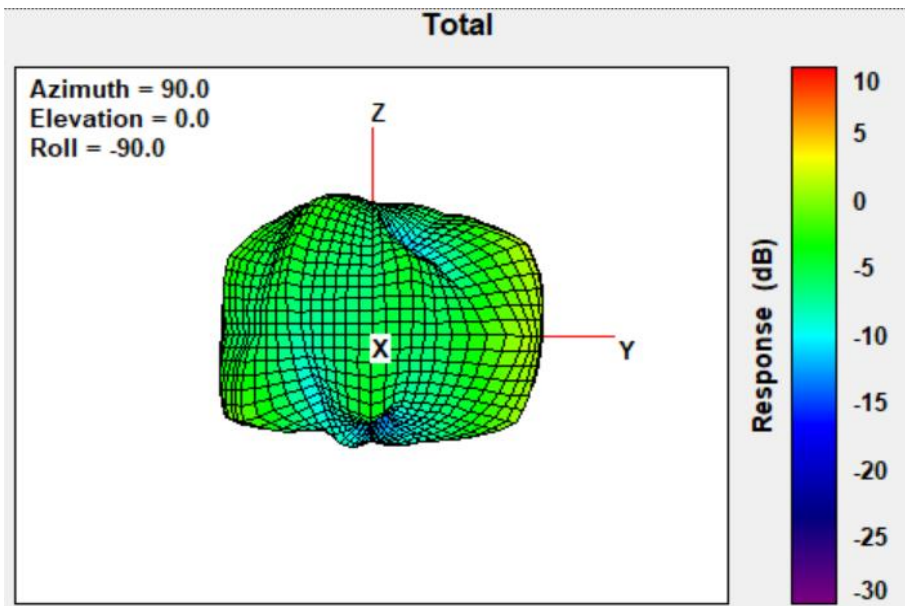 Total
Azimuth = 90.0
Elevation = 0.0
Roll = -90.0
Z
X
Y
Response (dB)
10
5
0
-5
-10
-15
-20
-25
-30